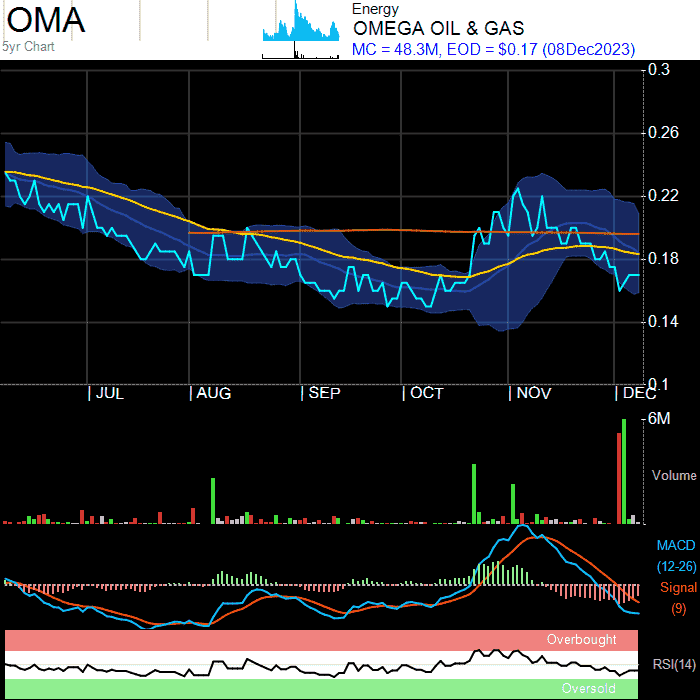 OMA
5yr Chart
Energy
OMEGA OIL & GAS
MC = 48.3M, EOD = $0.17 (08Dec2023)
0.3
0.26
0.22
0.18
0.14
0.1
JUL AUG SEP OCT NOV DEC
6M
Volume
MACD
(12-26)
Signal
(9)
Overbought
RSI(14)
Oversold